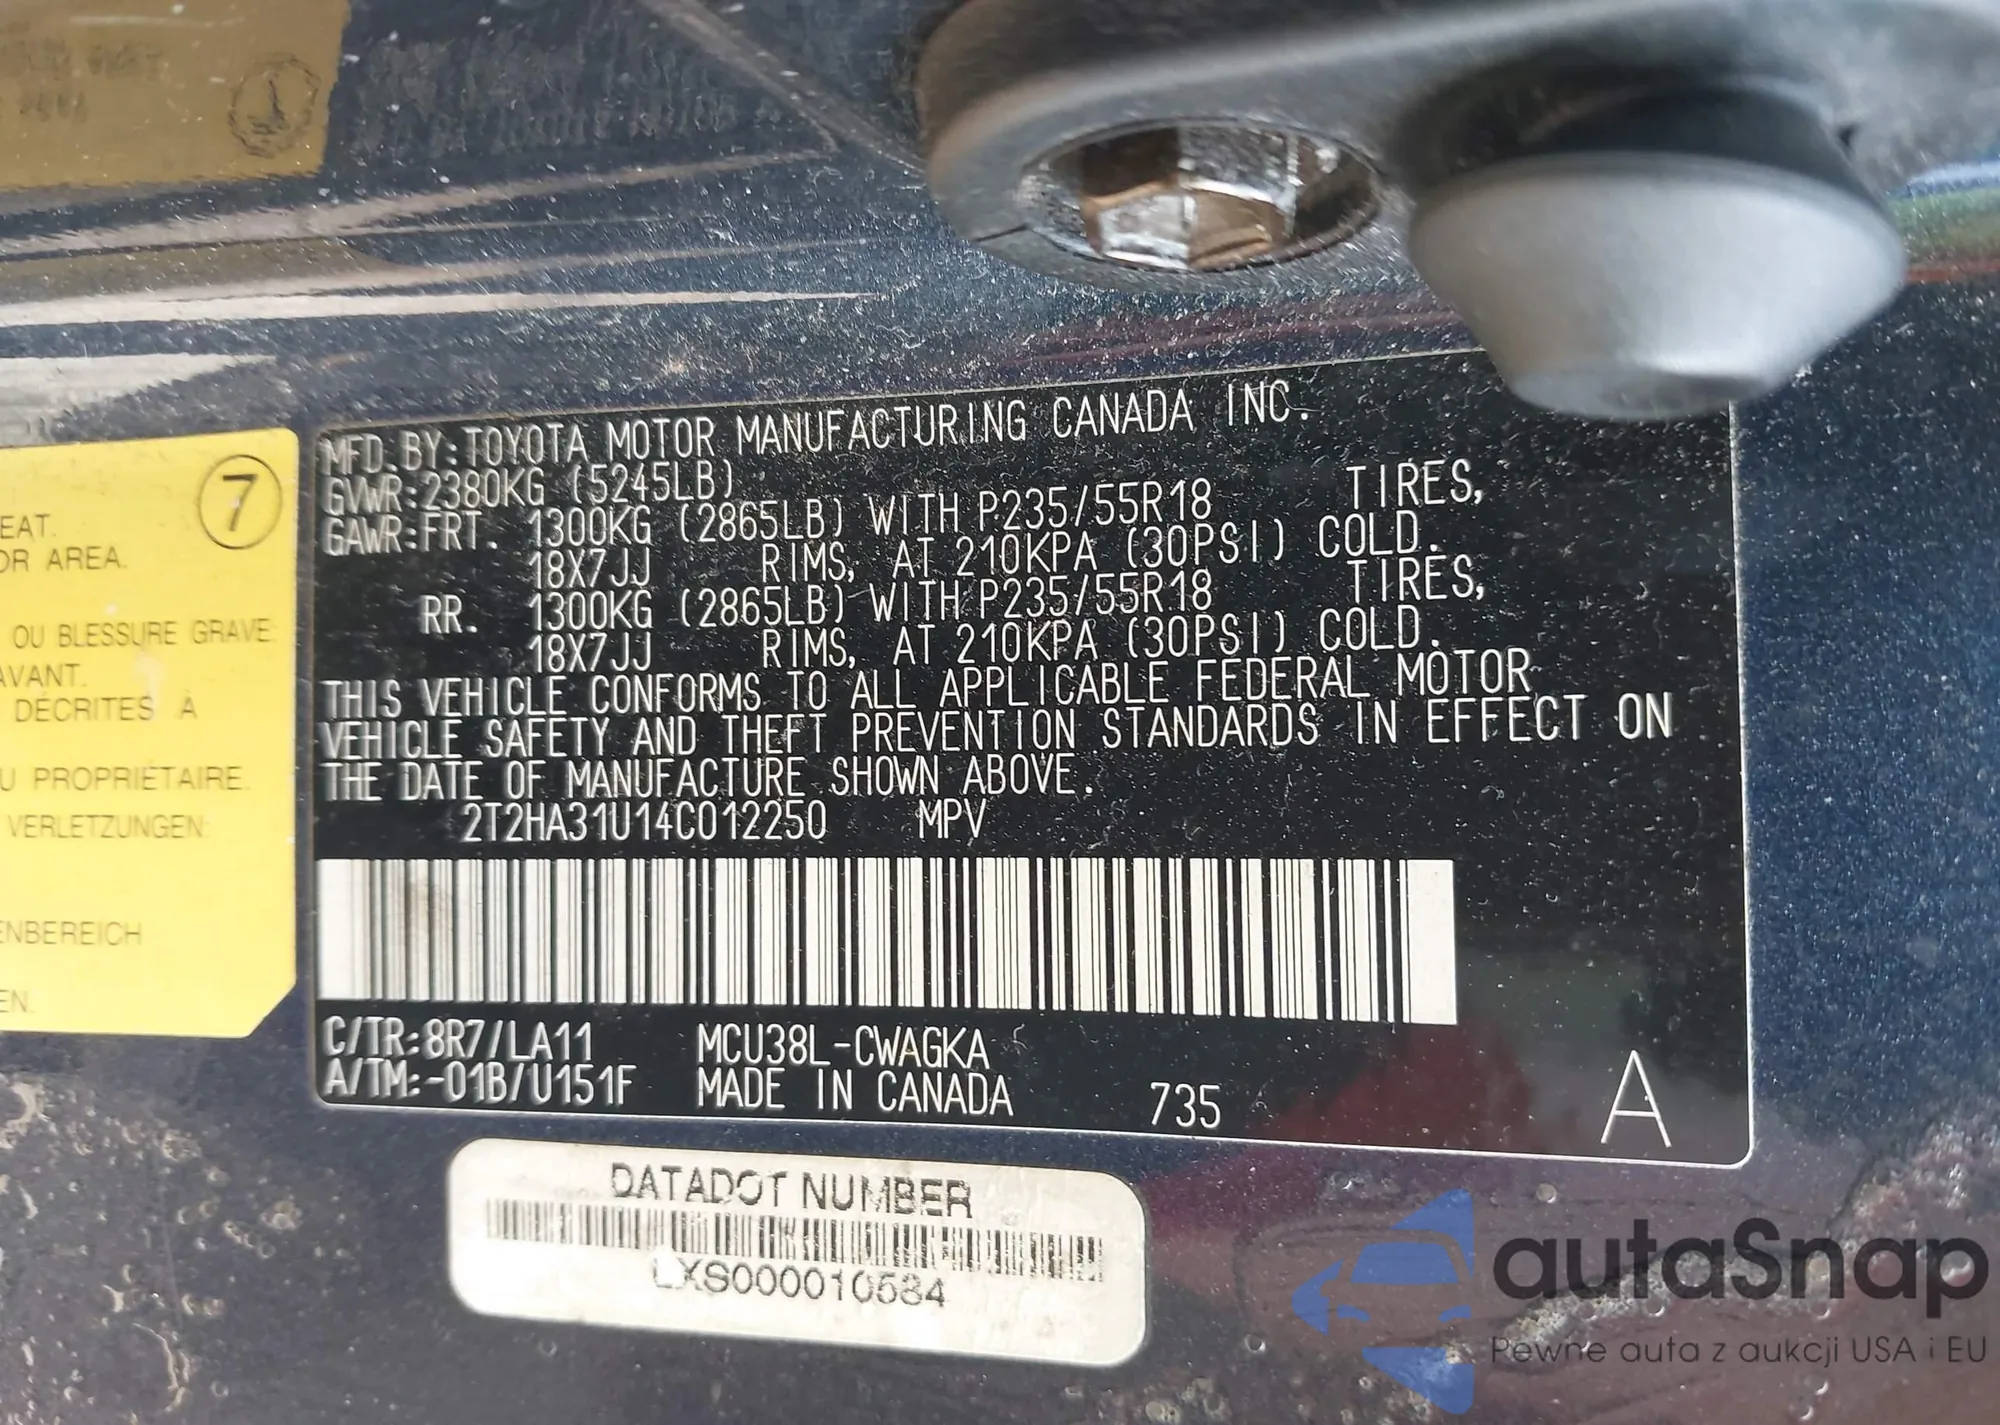 7
EAT.
OR AREA.
OU BLESSURE GRAVE
AVANT.
DÉCRITES À
U PROPRIÉTAIRE.
VERLETZUNGEN:
ENBEREICH
EN.
MFD.BY:TOYOTA MOTOR MANUFACTURING CANADA INC.
GVWR:2380KG (5245LB)
GAWR:FRT. 1300KG (2865LB) WITH P235/55R18 TIRES,
18X7JJ RIMS, AT 210KPA (30PSI) COLD.
RR. 1300KG (2865LB) WITH P235/55R18 TIRES,
18X7JJ RIMS, AT 210KPA (30PSI) COLD.
THIS VEHICLE CONFORMS TO ALL APPLICABLE FEDERAL MOTOR
VEHICLE SAFETY AND THEFT PREVENTION STANDARDS IN EFFECT ON
THE DATE OF MANUFACTURE SHOWN ABOVE.
2T2HA31U14C012250 MPV
C/TR:8R7/LA11 MCU38L-CWAGKA
A/TM:-01B/U151F MADE IN CANADA 735 A
DATADOT NUMBER
LXS000010584
autaSnap
Pewne auta z aukcji USA i EU